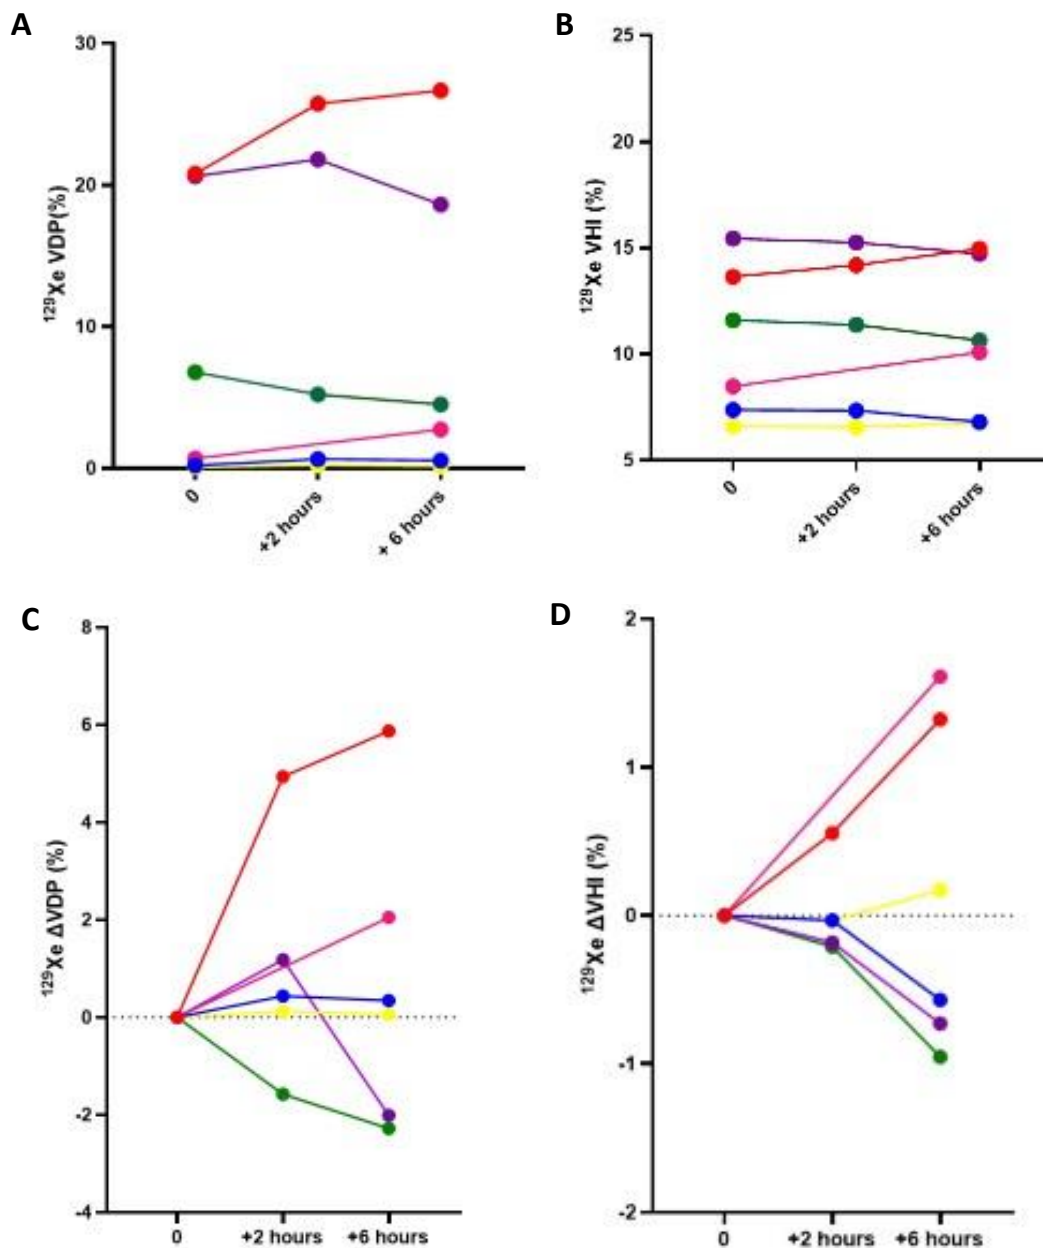 A
30
20
10
0
¹²⁹Xe VDP(%)
0
+2 hours
+ 6 hours
B
25
20
15
10
5
¹²⁹Xe VHI (%)
0
+2 hours
+6 hours
C
8
6
4
2
0
-2
-4
¹²⁹Xe ΔVDP (%)
0
+2 hours
+6 hours
D
2
1
0
-1
-2
¹²⁹Xe ΔVHI (%)
0
+2 hours
+6 hours